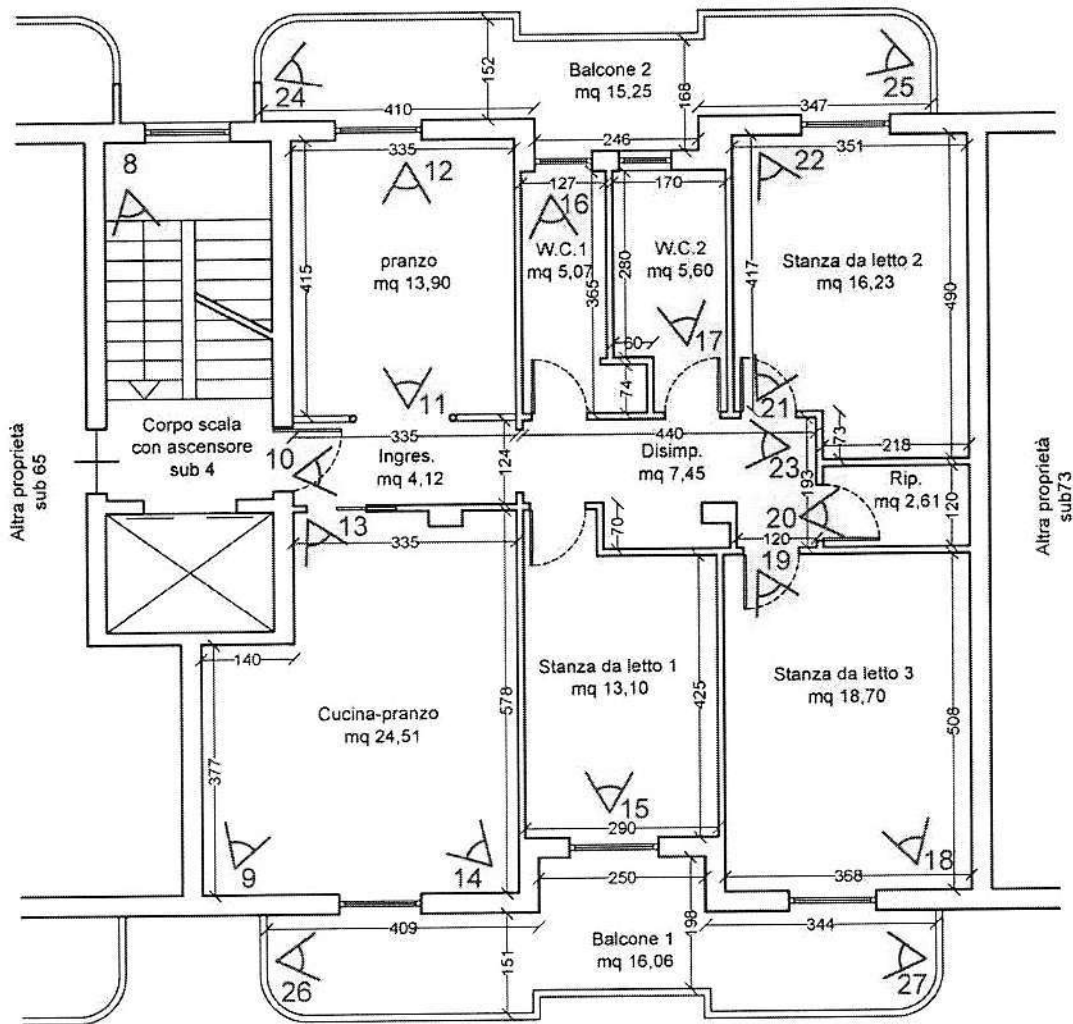 24
152
410
Balcone 2
mq 15,25
168
347
25
8
335
12
246
127
16
170
351
22
pranzo
mq 13,90
415
W.C.1
mq 5,07
365
280
W.C.2
mq 5,60
417
Stanza da letto 2
mq 16,23
490
17
60
74
11
21
73
218
Altra proprietà
sub 65
Corpo scala
con ascensore
sub 4
10
335
Ingres.
mq 4,12
124
440
Disimp.
mq 7,45
23
193
Rip.
mq 2,61
120
Altra proprietà
sub73
13
335
70
120
20
19
140
Cucina-pranzo
mq 24,51
578
377
Stanza da letto 1
mq 13,10
425
Stanza da letto 3
mq 18,70
508
9
14
15
290
18
368
250
409
151
Balcone 1
mq 16,06
198
344
26
27